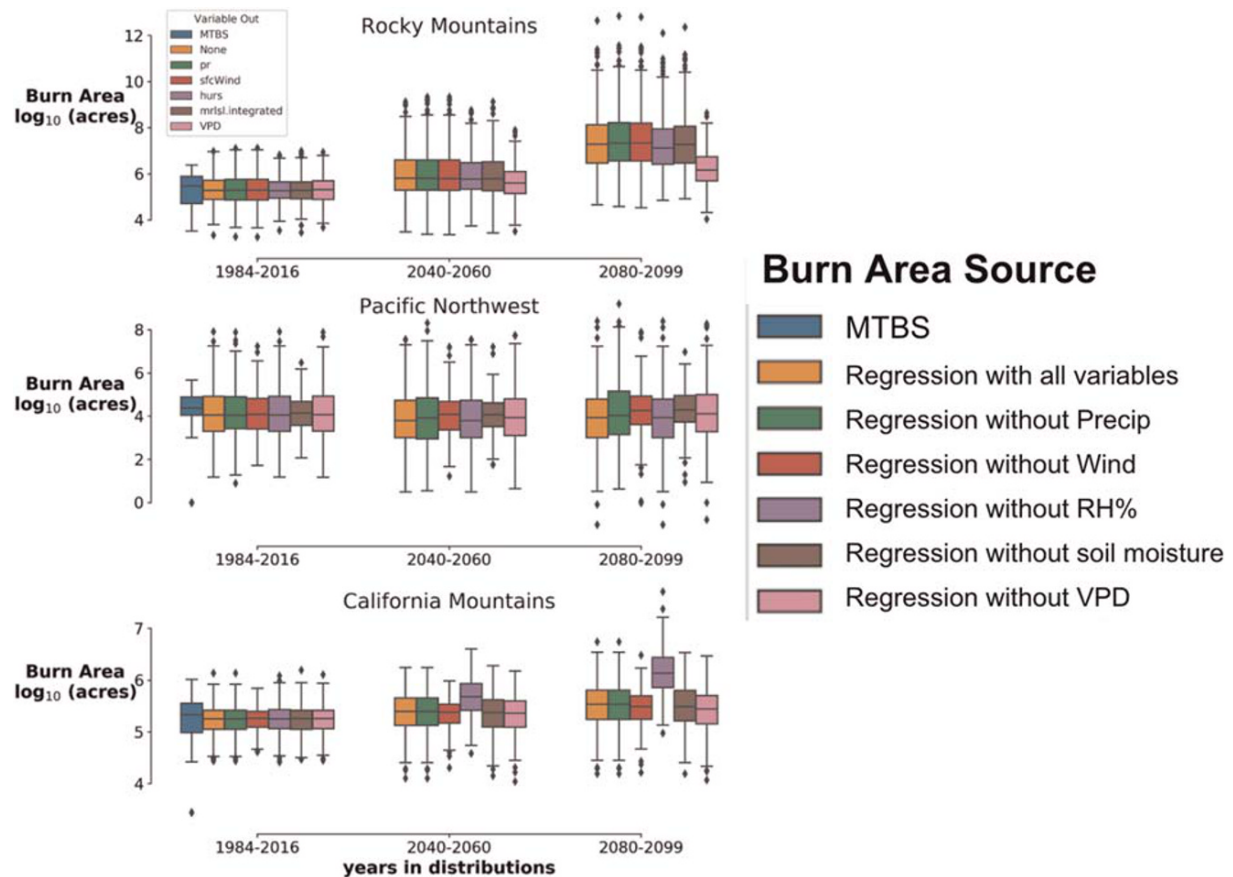 Rocky Mountains
Variable Out
MTBS
None
pr
sfcWind
hurs
mrlsl.integrated
VPD
12
10
8
6
4
Burn Area
log₁₀ (acres)
1984-2016
2040-2060
2080-2099
Pacific Northwest
8
6
4
2
0
Burn Area
log₁₀ (acres)
1984-2016
2040-2060
2080-2099
California Mountains
7
6
5
4
Burn Area
log₁₀ (acres)
1984-2016
2040-2060
2080-2099
years in distributions
Burn Area Source
MTBS
Regression with all variables
Regression without Precip
Regression without Wind
Regression without RH%
Regression without soil moisture
Regression without VPD